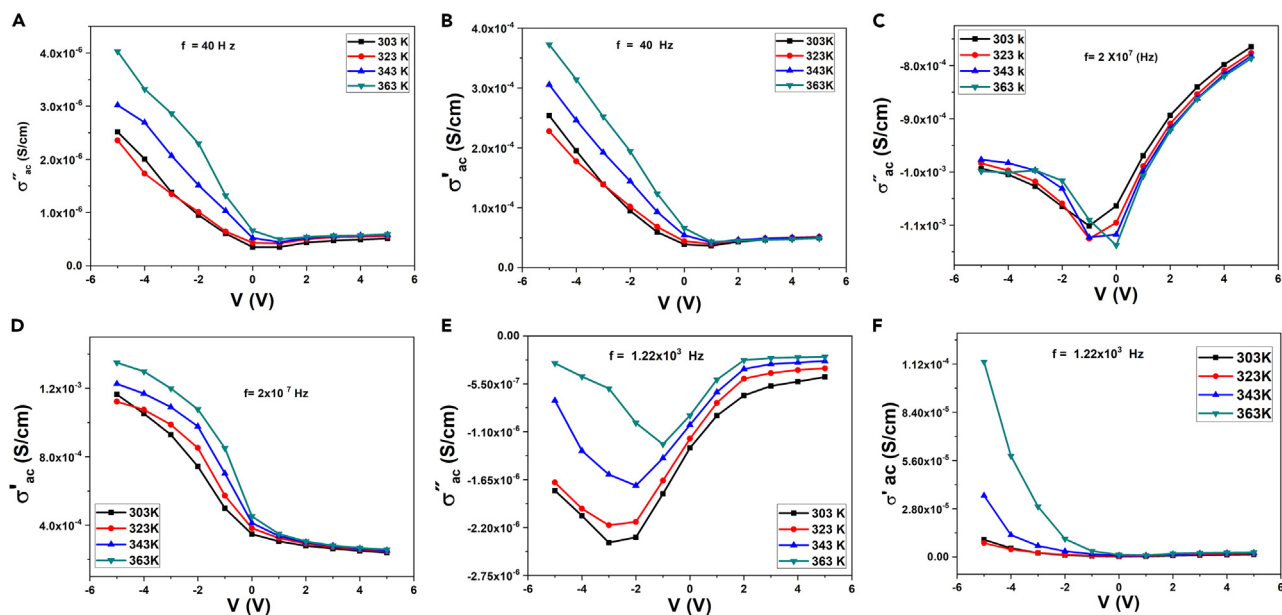 A
f = 40 H z
303 K
323 K
343 K
363 K
4.0x10⁻⁶
3.0x10⁻⁶
2.0x10⁻⁶
1.0x10⁻⁶
0.0
σ″ac (S/cm)
-6 -4 -2 0 2 4 6
V (V)
B
f = 40 Hz
303K
323K
343K
363K
4.0x10⁻⁴
3.0x10⁻⁴
2.0x10⁻⁴
1.0x10⁻⁴
0.0
σ'ac (S/cm)
-6 -4 -2 0 2 4 6
V (V)
C
303 k
323 k
343 k
363 k
f= 2 X10⁷ (Hz)
-8.0x10⁻⁴
-9.0x10⁻⁴
-1.0x10⁻³
-1.1x10⁻³
σ″ac (S/cm)
-6 -4 -2 0 2 4 6
V (V)
D
f= 2x10 ⁷ Hz
1.2x10⁻³
8.0x10⁻⁴
4.0x10⁻⁴
σ'ac (S/cm)
303K
323K
343K
363K
-6 -4 -2 0 2 4 6
V (V)
E
f = 1.22x10³ Hz
0.00
-5.50x10⁻⁷
-1.10x10⁻⁶
-1.65x10⁻⁶
-2.20x10⁻⁶
-2.75x10⁻⁶
σ″ac (S/cm)
303 K
323 K
343 K
363 K
-6 -4 -2 0 2 4 6
V (V)
F
f = 1.22x10³ Hz
303K
323K
343K
363K
1.12x10⁻⁴
8.40x10⁻⁵
5.60x10⁻⁵
2.80x10⁻⁵
0.00
σ' ac (S/cm)
-6 -4 -2 0 2 4 6
V (V)